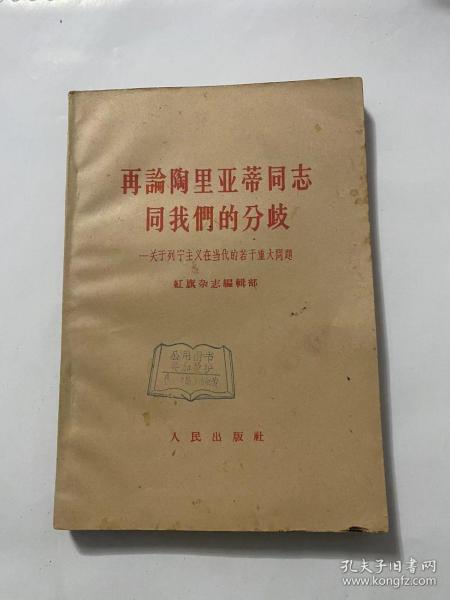 再論陶里亚蒂同志
同我們的分歧
—关于列宁主义在当代的若干重大問題
紅旗杂志編輯部
公用图书
人民出版社
孔夫子旧书网
www.kongfz.com